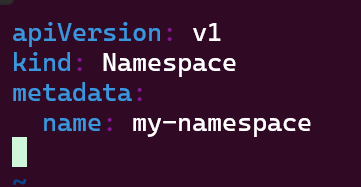 apiVersion: v1
kind: Namespace
metadata:
  name: my-namespace
~